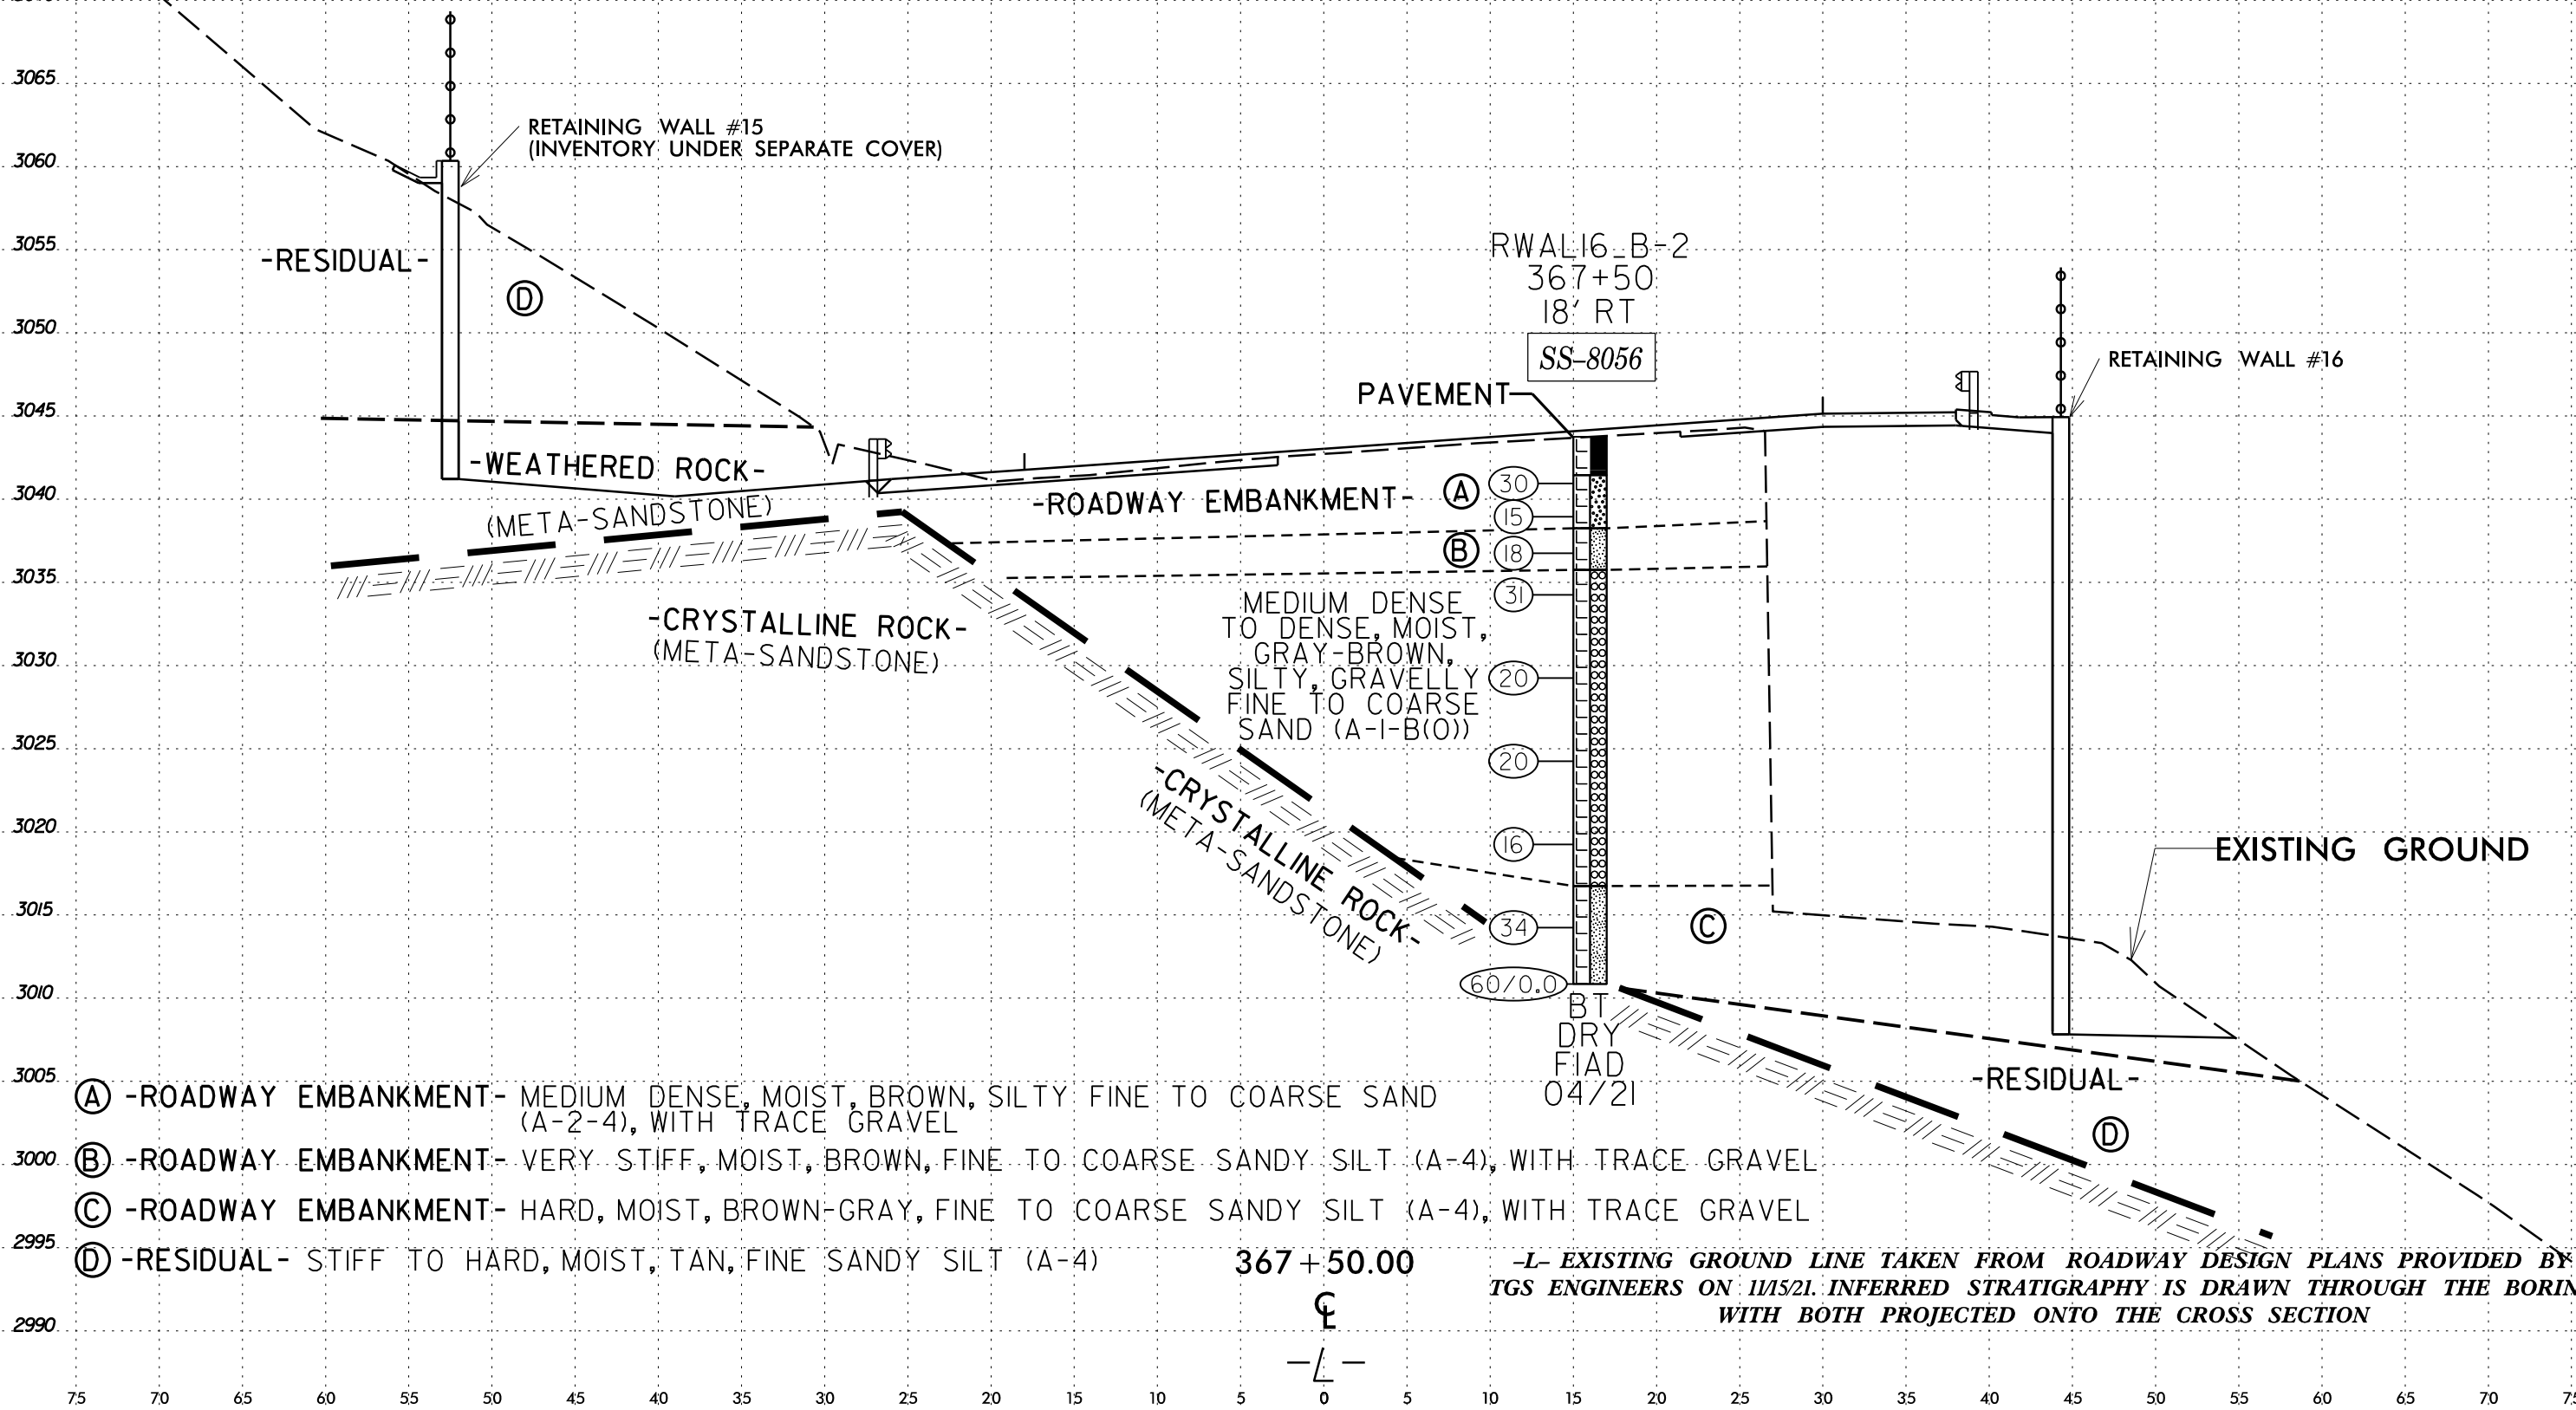 3065
RETAINING WALL #15
(INVENTORY UNDER SEPARATE COVER)
3060
3055
-RESIDUAL-
D
RWAL16_B-2
367+50
18' RT
SS-8056
3050
RETAINING WALL #16
PAVEMENT
3045
-WEATHERED ROCK-
(META-SANDSTONE)
3040
-ROADWAY EMBANKMENT-
A
30
15
B
18
3035
31
-CRYSTALLINE ROCK-
(META-SANDSTONE)
MEDIUM DENSE
TO DENSE, MOIST,
GRAY-BROWN,
SILTY, GRAVELLY
FINE TO COARSE
SAND (A-1-B(0))
3030
20
3025
20
-CRYSTALLINE ROCK-
(META-SANDSTONE)
3020
16
EXISTING GROUND
3015
34
C
3010
60/0.0
BT
DRY
FIAD
04/21
3005
-RESIDUAL-
D
A -ROADWAY EMBANKMENT- MEDIUM DENSE, MOIST, BROWN, SILTY FINE TO COARSE SAND
(A-2-4), WITH TRACE GRAVEL
3000
B -ROADWAY EMBANKMENT- VERY STIFF, MOIST, BROWN, FINE TO COARSE SANDY SILT (A-4), WITH TRACE GRAVEL
C -ROADWAY EMBANKMENT- HARD, MOIST, BROWN-GRAY, FINE TO COARSE SANDY SILT (A-4), WITH TRACE GRAVEL
2995
D -RESIDUAL- STIFF TO HARD, MOIST, TAN, FINE SANDY SILT (A-4)
367+50.00
-L- EXISTING GROUND LINE TAKEN FROM ROADWAY DESIGN PLANS PROVIDED BY
TGS ENGINEERS ON 11/15/21. INFERRED STRATIGRAPHY IS DRAWN THROUGH THE BORIN
WITH BOTH PROJECTED ONTO THE CROSS SECTION
2990
℄
-L-
75 70 65 60 55 50 45 40 35 30 25 20 15 10 5 0 5 10 15 20 25 30 35 40 45 50 55 60 65 70 75